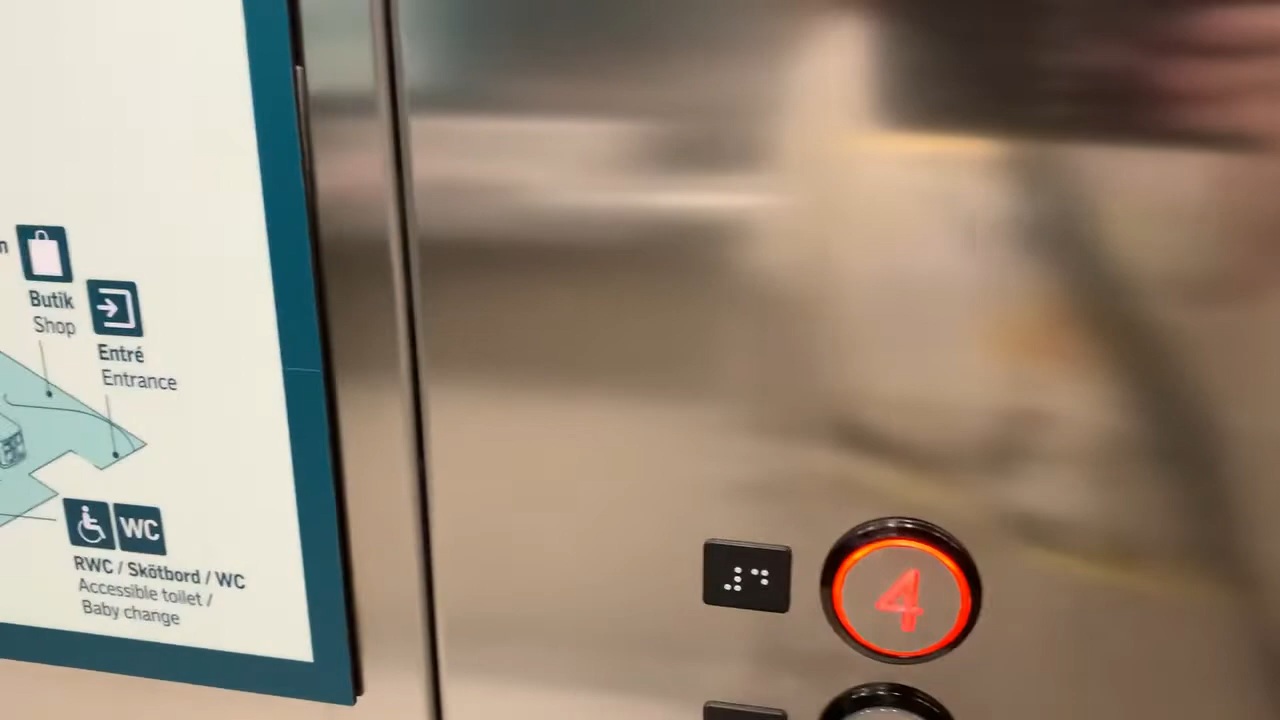 n
Butik
Shop
Entré
Entrance
WC
RWC / Skötbord / WC
Accessible toilet /
Baby change
⠼⠙
4